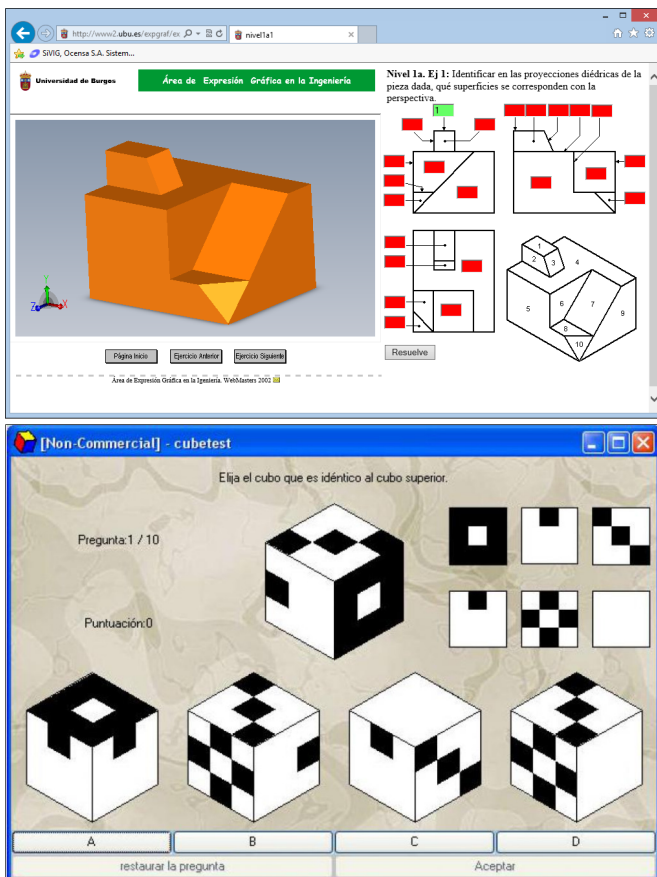 http://www2.ubu.es/expgraf/ex
nivel1a1
SiVIG, Ocensa S.A. Sistem...
Universidad de Burgos
Área de Expresión Gráfica en la Ingeniería
Nivel 1a. Ej 1: Identificar en las proyecciones diédricas de la
pieza dada, qué superficies se corresponden con la
perspectiva.
1
Y
Z
X
1
2
3
4
5
6
7
8
9
10
Resuelve
Página Inicio
Ejercicio Anterior
Ejercicio Siguiente
Área de Expresión Gráfica en la Igeniería. WebMasters 2002
[Non-Commercial] - cubetest
Elija el cubo que es idéntico al cubo superior.
Pregunta:1 / 10
Puntuación:0
A
B
C
D
restaurar la pregunta
Aceptar